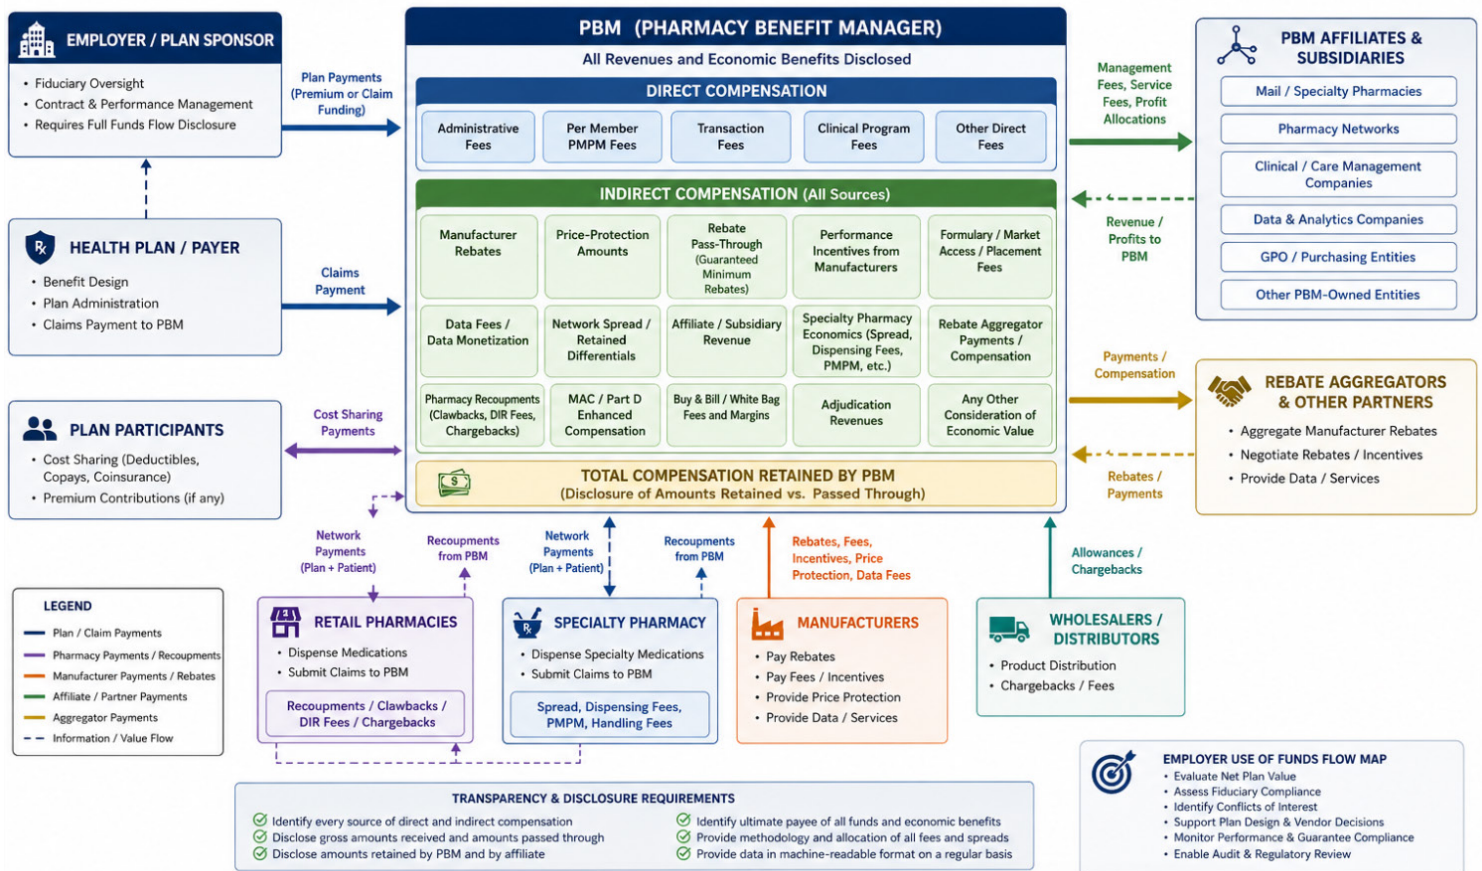 EMPLOYER / PLAN SPONSOR
• Fiduciary Oversight
• Contract & Performance Management
• Requires Full Funds Flow Disclosure
Plan Payments
(Premium or Claim
Funding)
HEALTH PLAN / PAYER
Rx
• Benefit Design
• Plan Administration
• Claims Payment to PBM
Claims
Payment
PLAN PARTICIPANTS
• Cost Sharing (Deductibles,
Copays, Coinsurance)
• Premium Contributions (if any)
Cost Sharing
Payments
PBM (PHARMACY BENEFIT MANAGER)
All Revenues and Economic Benefits Disclosed
DIRECT COMPENSATION
Administrative
Fees
Per Member
PMPM Fees
Transaction
Fees
Clinical Program
Fees
Other Direct
Fees
INDIRECT COMPENSATION (All Sources)
Manufacturer
Rebates
Price-Protection
Amounts
Rebate
Pass-Through
(Guaranteed
Minimum
Rebates)
Performance
Incentives from
Manufacturers
Formulary / Market
Access / Placement
Fees
Data Fees /
Data Monetization
Network Spread /
Retained
Differentials
Affiliate / Subsidiary
Revenue
Specialty Pharmacy
Economics (Spread,
Dispensing Fees,
PMPM, etc.)
Rebate Aggregator
Payments /
Compensation
Pharmacy Recoupments
(Clawbacks, DIR Fees,
Chargebacks)
MAC / Part D
Enhanced
Compensation
Buy & Bill / White Bag
Fees and Margins
Adjudication
Revenues
Any Other
Consideration of
Economic Value
$
TOTAL COMPENSATION RETAINED BY PBM
(Disclosure of Amounts Retained vs. Passed Through)
Management
Fees, Service
Fees, Profit
Allocations
Revenue /
Profits to
PBM
PBM AFFILIATES &
SUBSIDIARIES
Mail / Specialty Pharmacies
Pharmacy Networks
Clinical / Care Management
Companies
Data & Analytics Companies
GPO / Purchasing Entities
Other PBM-Owned Entities
Payments /
Compensation
Rebates /
Payments
REBATE AGGREGATORS
& OTHER PARTNERS
• Aggregate Manufacturer Rebates
• Negotiate Rebates / Incentives
• Provide Data / Services
Network
Payments
(Plan + Patient)
Recoupments
from PBM
Network
Payments
(Plan + Patient)
Recoupments
from PBM
Rebates, Fees,
Incentives, Price
Protection, Data Fees
Allowances /
Chargebacks
LEGEND
Plan / Claim Payments
Pharmacy Payments / Recoupments
Manufacturer Payments / Rebates
Affiliate / Partner Payments
Aggregator Payments
Information / Value Flow
RETAIL PHARMACIES
• Dispense Medications
• Submit Claims to PBM
Recoupments / Clawbacks /
DIR Fees / Chargebacks
Rx
SPECIALTY PHARMACY
• Dispense Specialty Medications
• Submit Claims to PBM
Spread, Dispensing Fees,
PMPM, Handling Fees
MANUFACTURERS
• Pay Rebates
• Pay Fees / Incentives
• Provide Price Protection
• Provide Data / Services
WHOLESALERS /
DISTRIBUTORS
• Product Distribution
• Chargebacks / Fees
TRANSPARENCY & DISCLOSURE REQUIREMENTS
Identify every source of direct and indirect compensation
Disclose gross amounts received and amounts passed through
Disclose amounts retained by PBM and by affiliate
Identify ultimate payee of all funds and economic benefits
Provide methodology and allocation of all fees and spreads
Provide data in machine-readable format on a regular basis
EMPLOYER USE OF FUNDS FLOW MAP
• Evaluate Net Plan Value
• Assess Fiduciary Compliance
• Identify Conflicts of Interest
• Support Plan Design & Vendor Decisions
• Monitor Performance & Guarantee Compliance
• Enable Audit & Regulatory Review